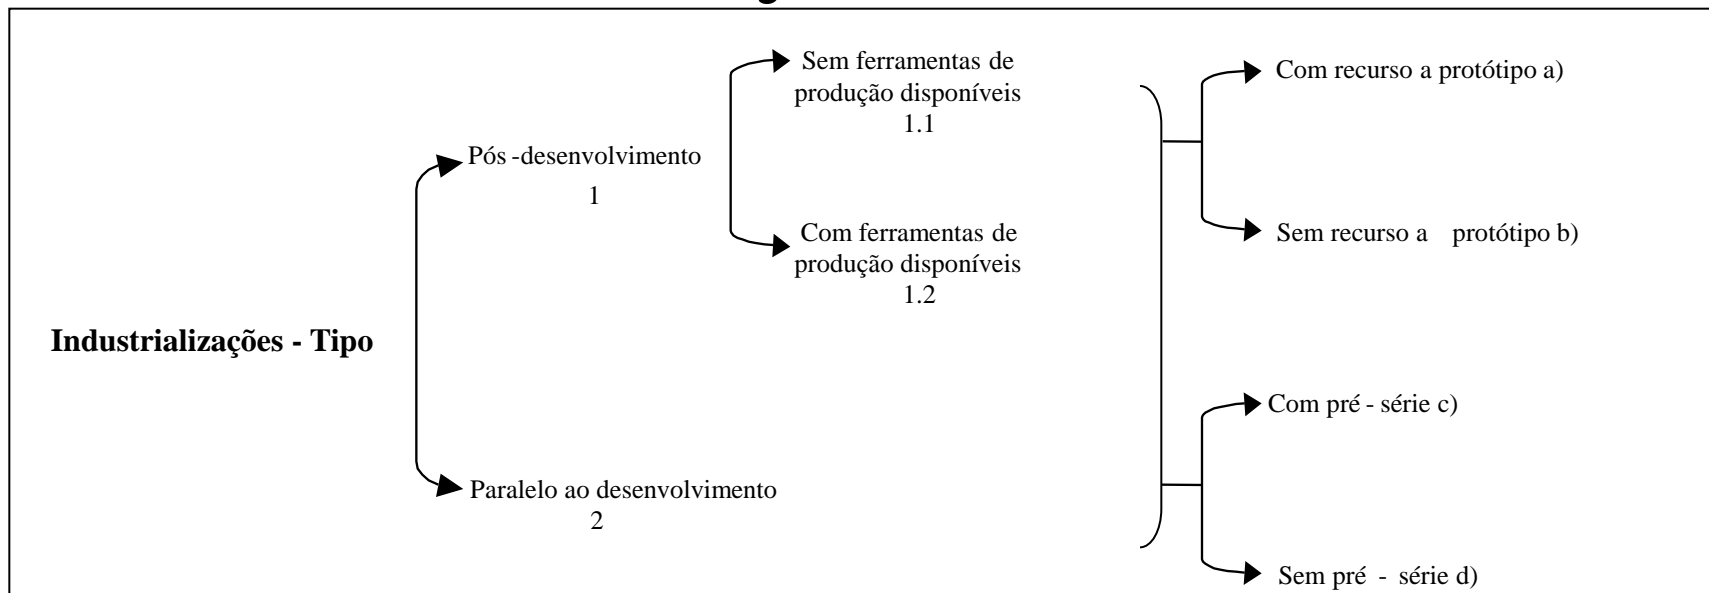 Sem ferramentas de
produção disponíveis
1.1
Com recurso a protótipo a)
Pós -desenvolvimento
1
Com ferramentas de
produção disponíveis
1.2
Sem recurso a protótipo b)
Industrializações - Tipo
Com pré - série c)
Paralelo ao desenvolvimento
2
Sem pré - série d)